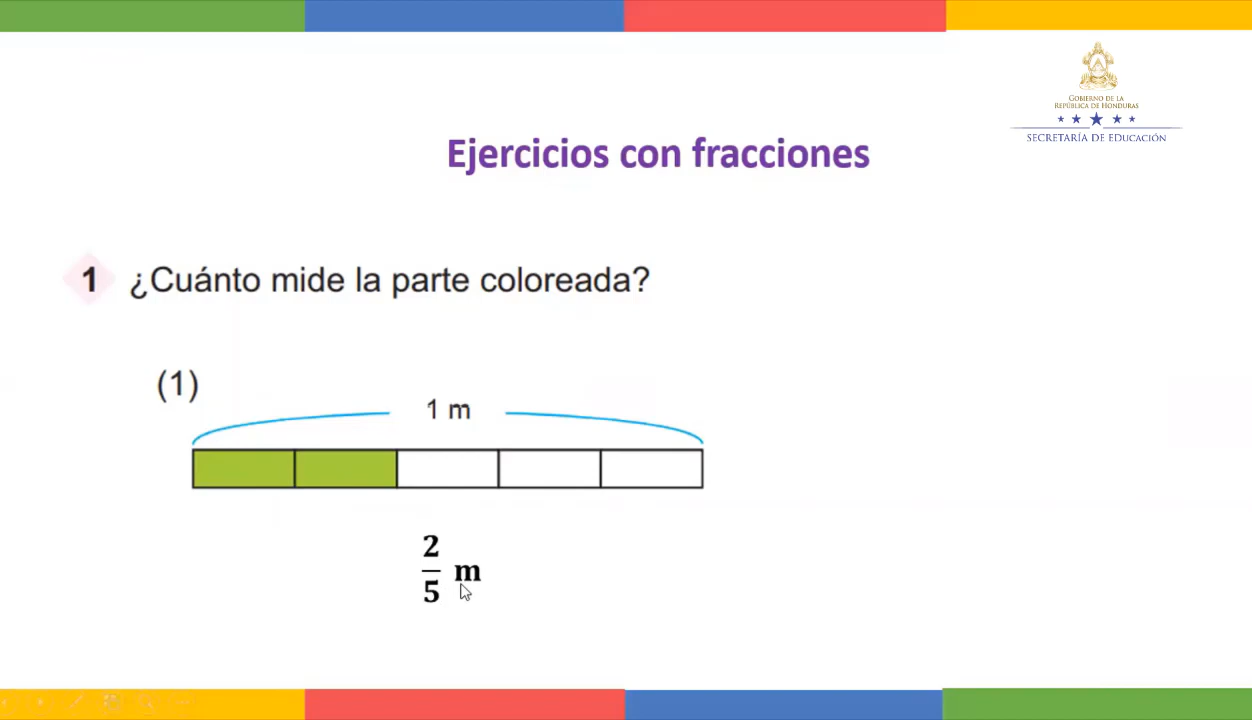 GOBIERNO DE LA
REPÚBLICA DE HONDURAS
SECRETARÍA DE EDUCACIÓN
Ejercicios con fracciones
1 ¿Cuánto mide la parte coloreada?
(1)
1 m
2/5 m